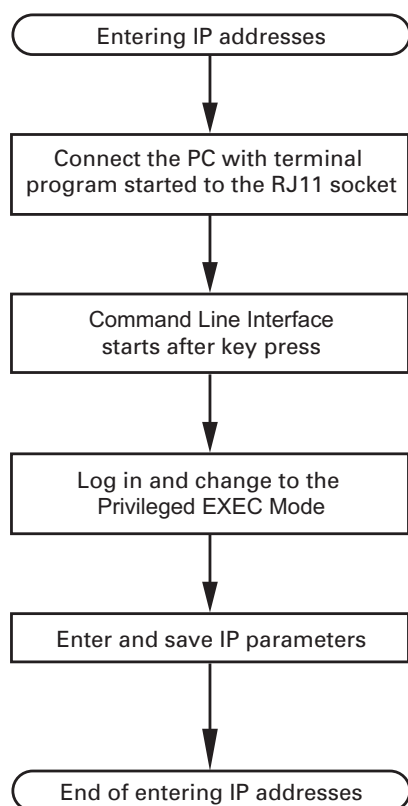 Entering IP addresses
Connect the PC with terminal
program started to the RJ11 socket
Command Line Interface
starts after key press
Log in and change to the
Privileged EXEC Mode
Enter and save IP parameters
End of entering IP addresses